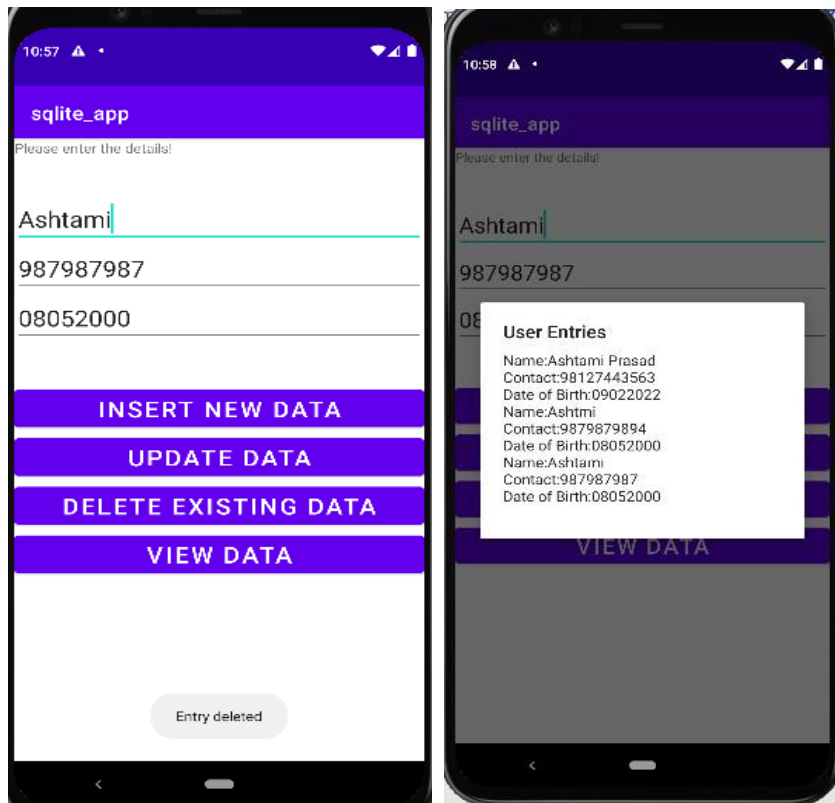 10:57
sqlite_app
Please enter the details!
Ashtami
987987987
08052000
INSERT NEW DATA
UPDATE DATA
DELETE EXISTING DATA
VIEW DATA
Entry deleted
10:58
sqlite_app
Please enter the details!
Ashtami
987987987
08
User Entries
Name:Ashtami Prasad
Contact:98127443563
Date of Birth:09022022
Name:Ashtmi
Contact:9879879894
Date of Birth:08052000
Name:Ashtami
Contact:987987987
Date of Birth:08052000
VIEW DATA